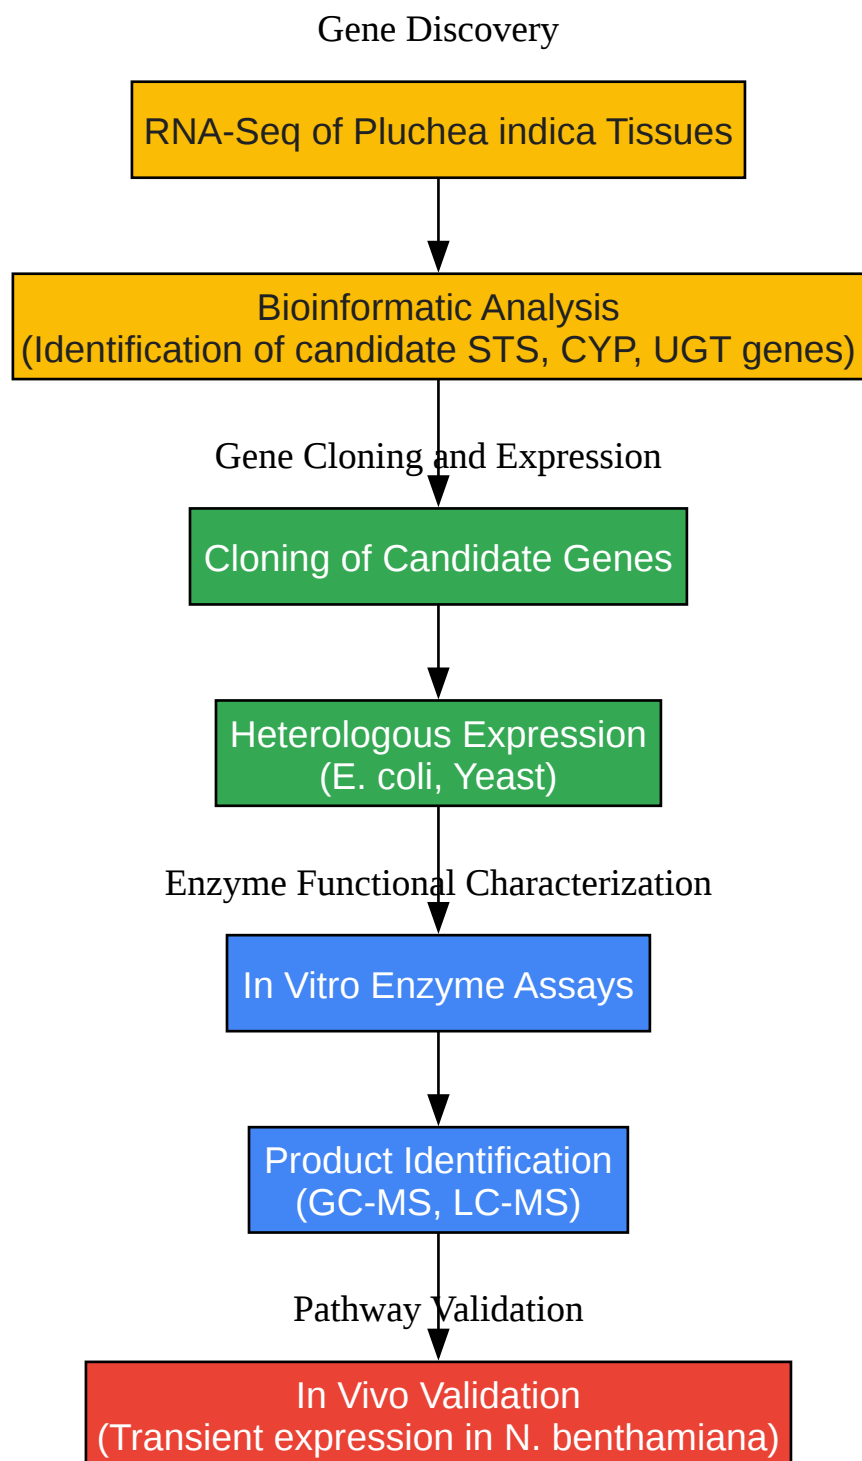 Gene Discovery
RNA-Seq of Pluchea indica Tissues
Bioinformatic Analysis
(Identification of candidate STS, CYP, UGT genes)
Gene Cloning and Expression
Cloning of Candidate Genes
Heterologous Expression
(E. coli, Yeast)
Enzyme Functional Characterization
In Vitro Enzyme Assays
Product Identification
(GC-MS, LC-MS)
Pathway Validation
In Vivo Validation
(Transient expression in N. benthamiana)